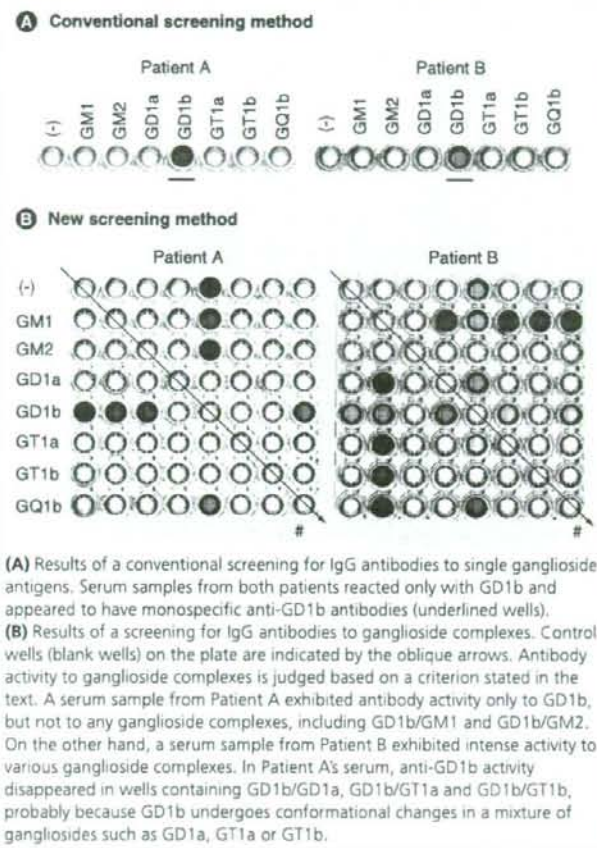 A Conventional screening method
Patient A
Patient B
(-) GM1 GM2 GD1a GD1b GT1a GT1b GQ1b
(-) GM1 GM2 GD1a GD1b GT1a GT1b GQ1b
B New screening method
Patient A
Patient B
(-)
GM1
GM2
GD1a
GD1b
GT1a
GT1b
GQ1b
# #
(A) Results of a conventional screening for IgG antibodies to single ganglioside
antigens. Serum samples from both patients reacted only with GD1b and
appeared to have monospecific anti-GD1b antibodies (underlined wells).
(B) Results of a screening for IgG antibodies to ganglioside complexes. Control
wells (blank wells) on the plate are indicated by the oblique arrows. Antibody
activity to ganglioside complexes is judged based on a criterion stated in the
text. A serum sample from Patient A exhibited antibody activity only to GD1b,
but not to any ganglioside complexes, including GD1b/GM1 and GD1b/GM2.
On the other hand, a serum sample from Patient B exhibited intense activity to
various ganglioside complexes. In Patient A's serum, anti-GD1b activity
disappeared in wells containing GD1b/GD1a, GD1b/GT1a and GD1b/GT1b,
probably because GD1b undergoes conformational changes in a mixture of
gangliosides such as GD1a, GT1a or GT1b.